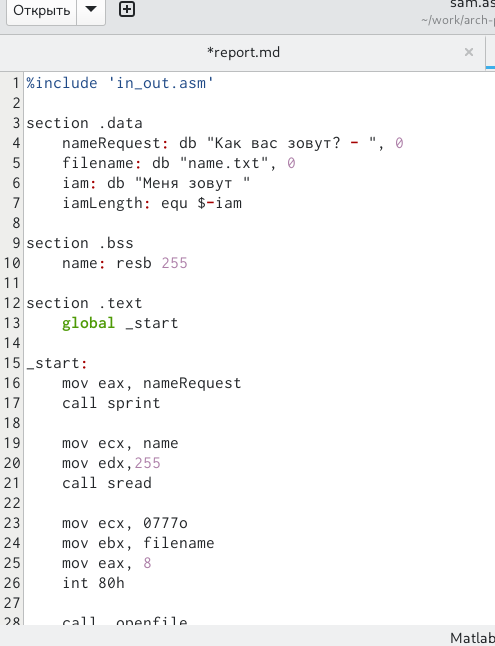 Открыть
sam.as
~/work/arch-p
*report.md
1 %include 'in_out.asm'
2
3 section .data
4 nameRequest: db "Как вас зовут? - ", 0
5 filename: db "name.txt", 0
6 iam: db "Меня зовут "
7 iamLength: equ $-iam
8
9 section .bss
10 name: resb 255
11
12 section .text
13 global _start
14
15 _start:
16 mov eax, nameRequest
17 call sprint
18
19 mov ecx, name
20 mov edx,255
21 call sread
22
23 mov ecx, 0777o
24 mov ebx, filename
25 mov eax, 8
26 int 80h
27
28 call openfile
Matlab